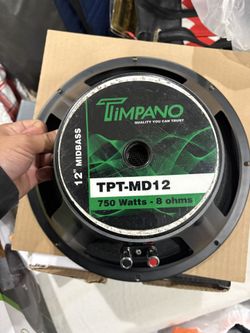 TIMPANO
QUALITY YOU CAN TRUST
12" MIDBASS
TPT-MD12
750 Watts - 8 ohms